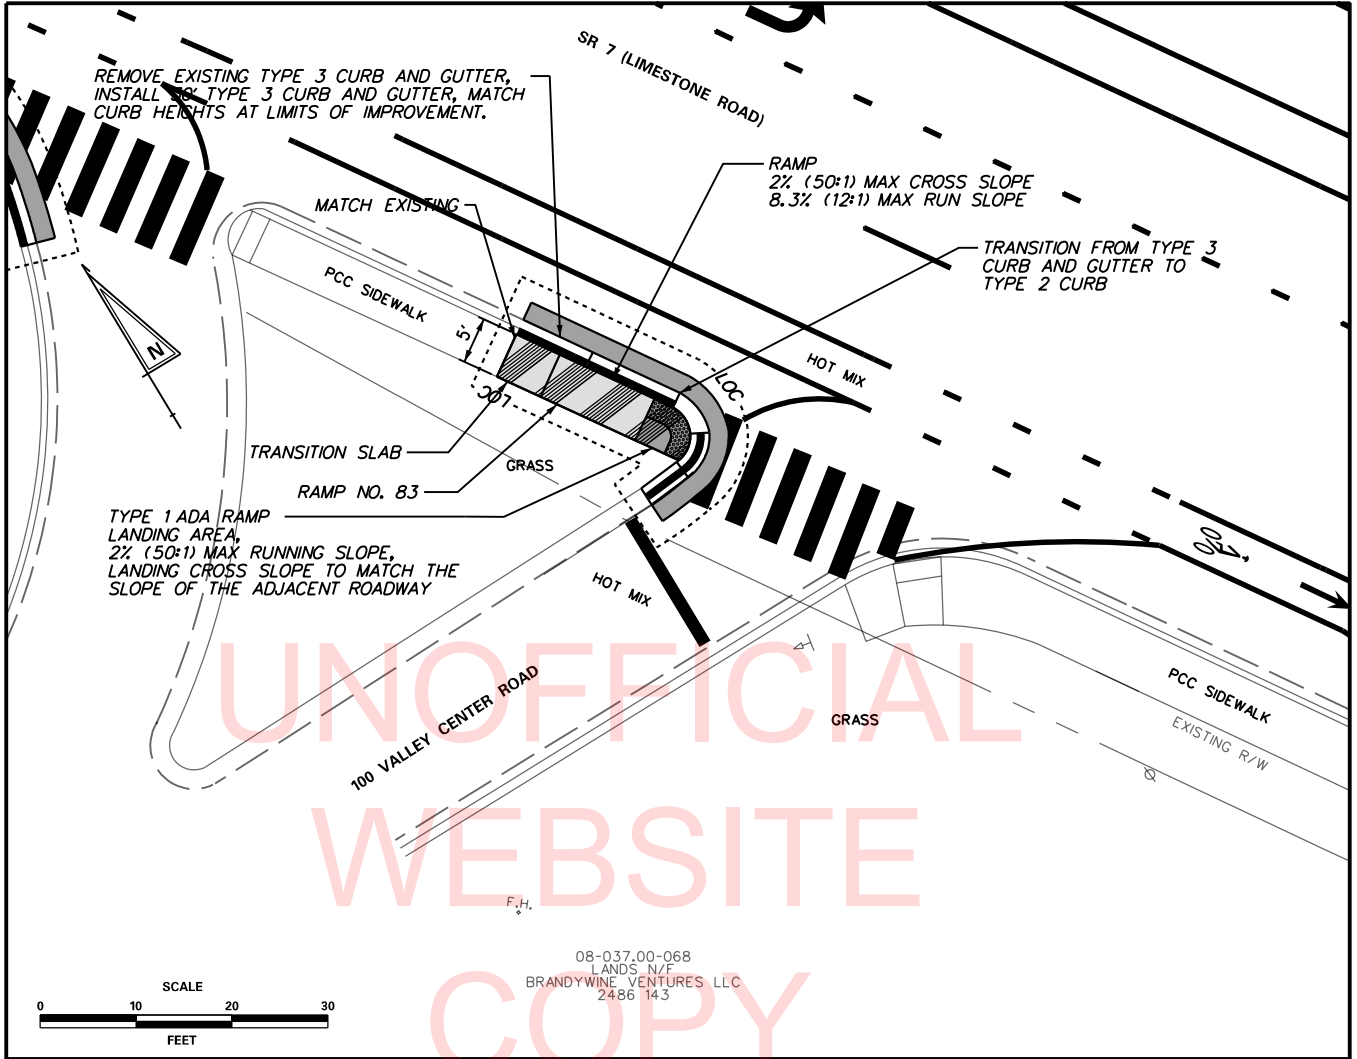 SR 7 (LIMESTONE ROAD)
REMOVE EXISTING TYPE 3 CURB AND GUTTER,
INSTALL 50' TYPE 3 CURB AND GUTTER, MATCH
CURB HEIGHTS AT LIMITS OF IMPROVEMENT.
RAMP
2% (50:1) MAX CROSS SLOPE
8.3% (12:1) MAX RUN SLOPE
MATCH EXISTING
TRANSITION FROM TYPE 3
CURB AND GUTTER TO
TYPE 2 CURB
PCC SIDEWALK
5'
N
HOT MIX
LOC
LOC
TRANSITION SLAB
GRASS
RAMP NO. 83
TYPE 1 ADA RAMP
LANDING AREA,
2% (50:1) MAX RUNNING SLOPE,
LANDING CROSS SLOPE TO MATCH THE
SLOPE OF THE ADJACENT ROADWAY
HOT MIX
UNOFFICIAL
100 VALLEY CENTER ROAD
GRASS
PCC SIDEWALK
EXISTING R/W
WEBSITE
F.H.
08-037.00-068
LANDS N/F
BRANDYWINE VENTURES LLC
2486 143
COPY
SCALE
0 10 20 30
FEET